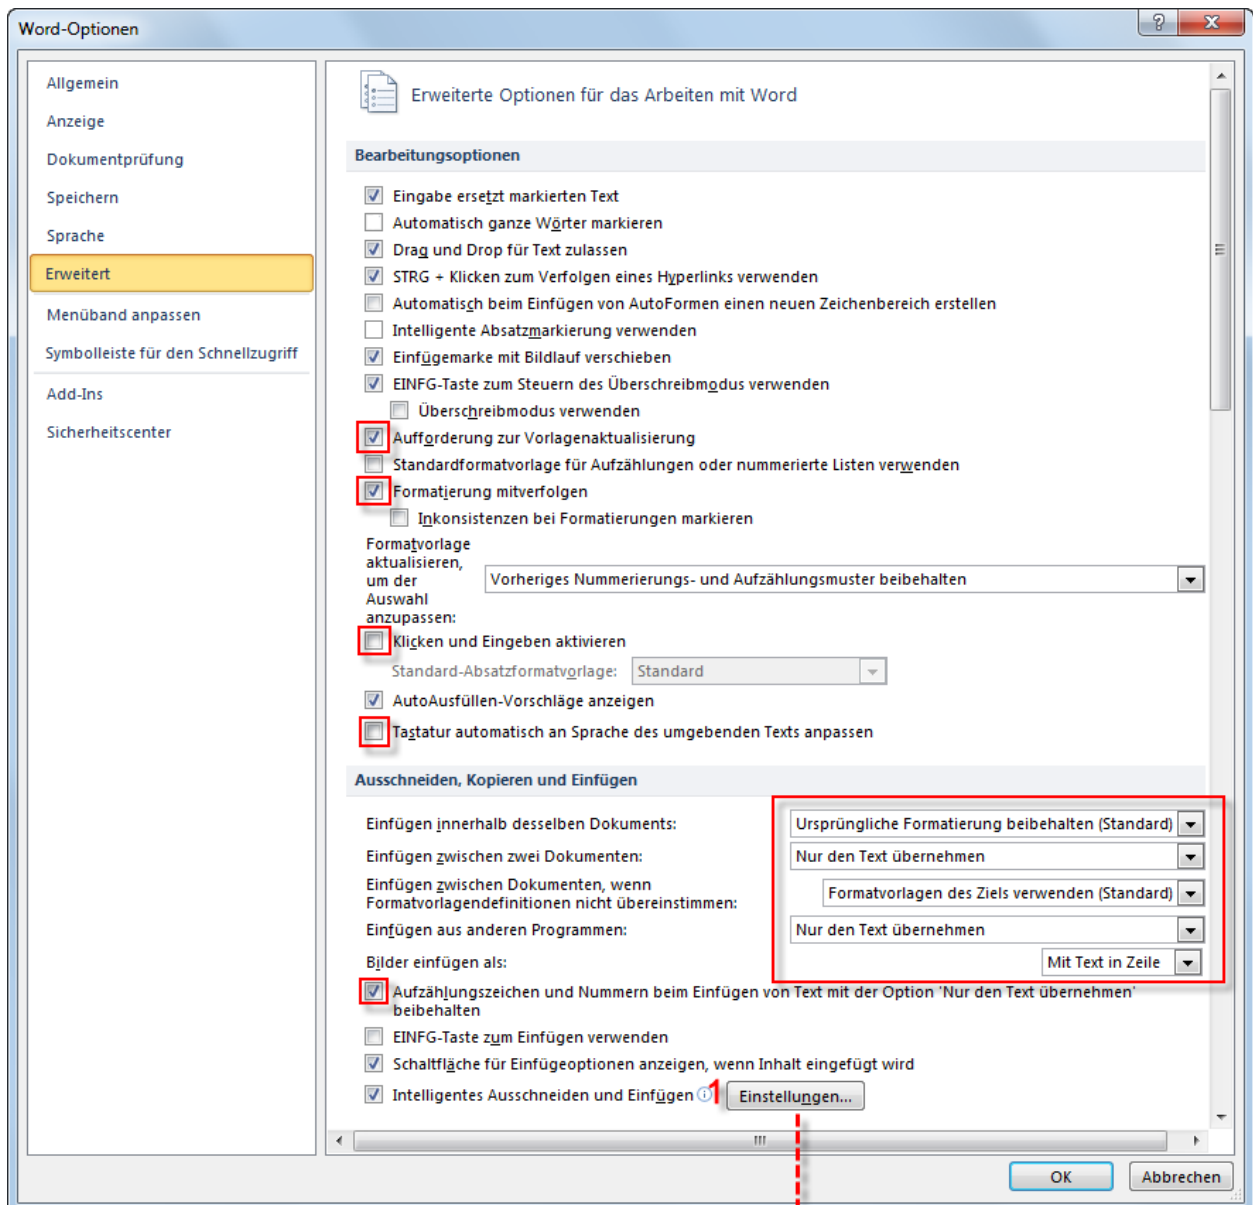 Word-Optionen
Allgemein
Anzeige
Dokumentprüfung
Speichern
Sprache
Erweitert
Menüband anpassen
Symbolleiste für den Schnellzugriff
Add-Ins
Sicherheitscenter
Erweiterte Optionen für das Arbeiten mit Word
Bearbeitungsoptionen
Eingabe ersetzt markierten Text
Automatisch ganze Wörter markieren
Drag und Drop für Text zulassen
STRG + Klicken zum Verfolgen eines Hyperlinks verwenden
Automatisch beim Einfügen von AutoFormen einen neuen Zeichenbereich erstellen
Intelligente Absatzmarkierung verwenden
Einfügemarke mit Bildlauf verschieben
EINFG-Taste zum Steuern des Überschreibmodus verwenden
Überschreibmodus verwenden
Aufforderung zur Vorlagenaktualisierung
Standardformatvorlage für Aufzählungen oder nummerierte Listen verwenden
Formatierung mitverfolgen
Inkonsistenzen bei Formatierungen markieren
Formatvorlage
aktualisieren,
um der
Auswahl
anzupassen:
Vorheriges Nummerierungs- und Aufzählungsmuster beibehalten
Klicken und Eingeben aktivieren
Standard-Absatzformatvorlage: Standard
AutoAusfüllen-Vorschläge anzeigen
Tastatur automatisch an Sprache des umgebenden Texts anpassen
Ausschneiden, Kopieren und Einfügen
Einfügen innerhalb desselben Dokuments: Ursprüngliche Formatierung beibehalten (Standard)
Einfügen zwischen zwei Dokumenten: Nur den Text übernehmen
Einfügen zwischen Dokumenten, wenn
Formatvorlagendefinitionen nicht übereinstimmen: Formatvorlagen des Ziels verwenden (Standard)
Einfügen aus anderen Programmen: Nur den Text übernehmen
Bilder einfügen als: Mit Text in Zeile
Aufzählungszeichen und Nummern beim Einfügen von Text mit der Option 'Nur den Text übernehmen'
beibehalten
EINFG-Taste zum Einfügen verwenden
Schaltfläche für Einfügeoptionen anzeigen, wenn Inhalt eingefügt wird
Intelligentes Ausschneiden und Einfügen 1 Einstellungen...
OK Abbrechen